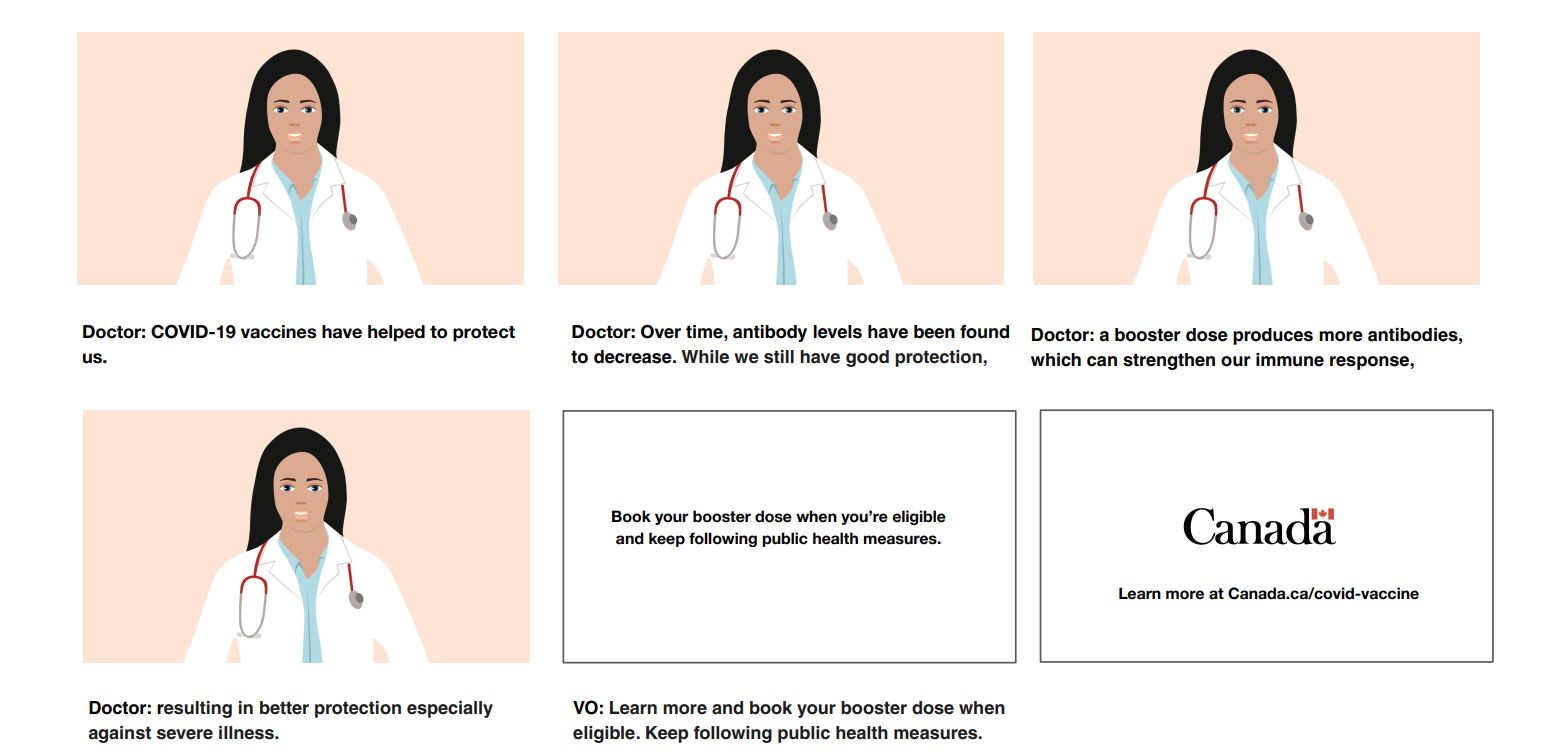 Doctor: COVID-19 vaccines have helped to protect
us.
Doctor: Over time, antibody levels have been found
to decrease. While we still have good protection,
Doctor: a booster dose produces more antibodies,
which can strengthen our immune response,
Doctor: resulting in better protection especially
against severe illness.
Book your booster dose when you’re eligible
and keep following public health measures.
VO: Learn more and book your booster dose when
eligible. Keep following public health measures.
Canada
Learn more at Canada.ca/covid-vaccine